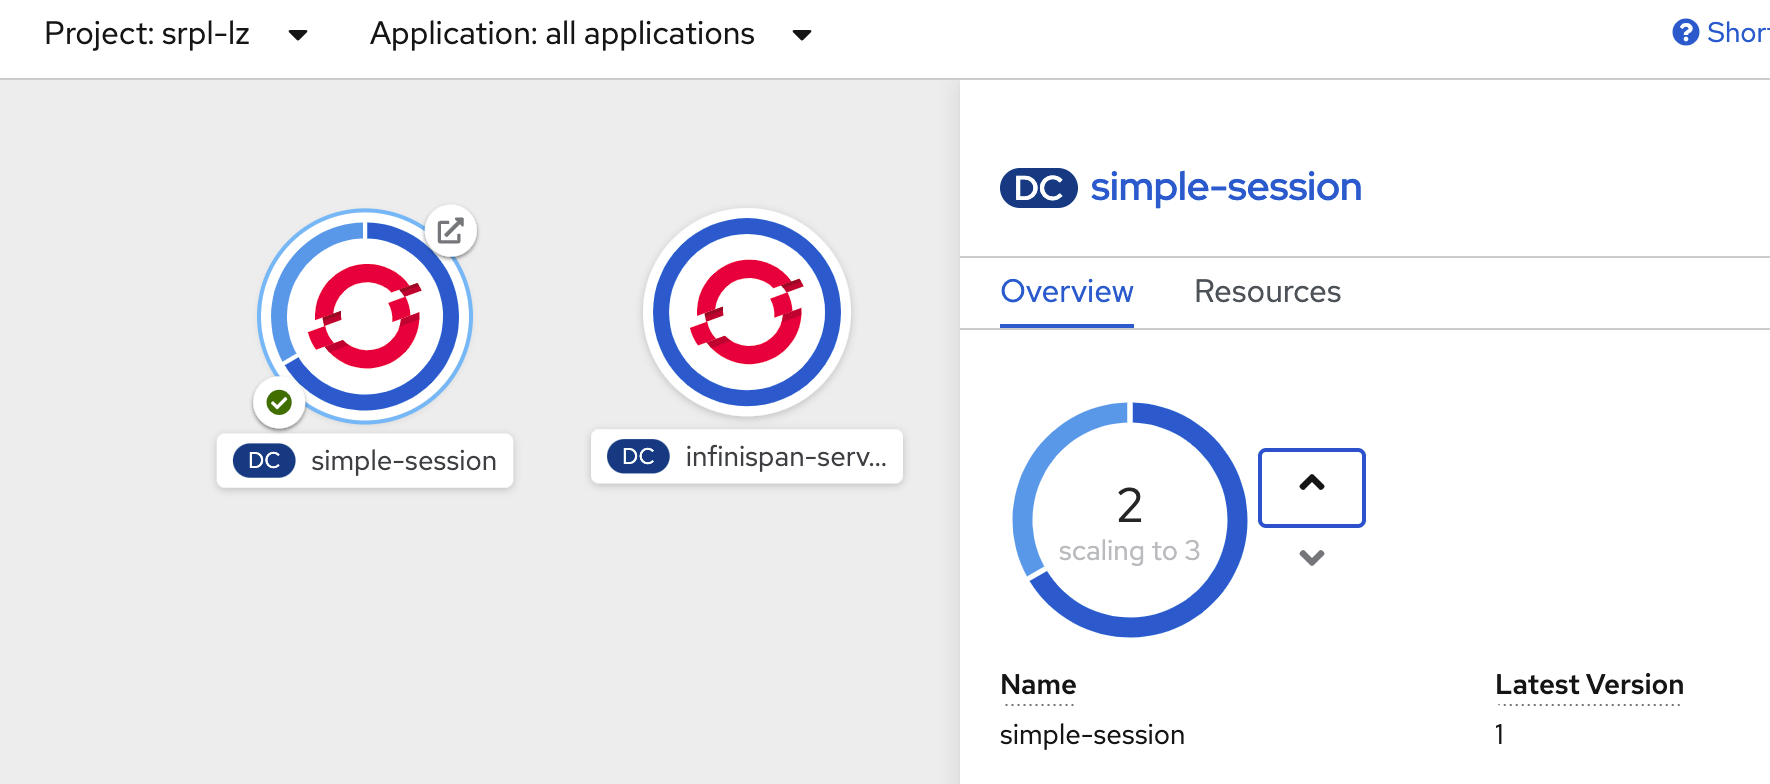 Project: srpl-lz
Application: all applications
Shor
DC simple-session
Overview
Resources
2
scaling to 3
DC simple-session
DC infinispan-serv...
Name
Latest Version
simple-session
1